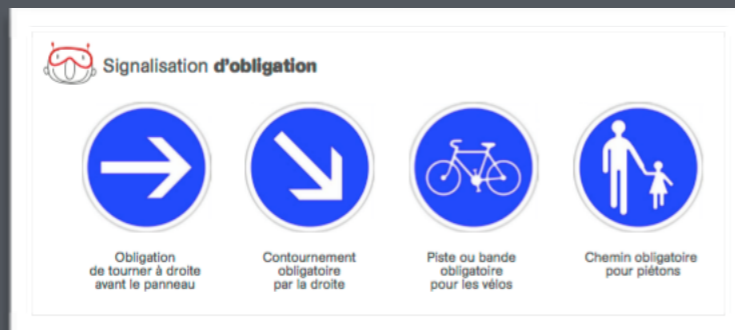 Signalisation d'obligation
Obligation
de tourner à droite
avant le panneau
Contournement
obligatoire
par la droite
Piste ou bande
obligatoire
pour les vélos
Chemin obligatoire
pour piétons